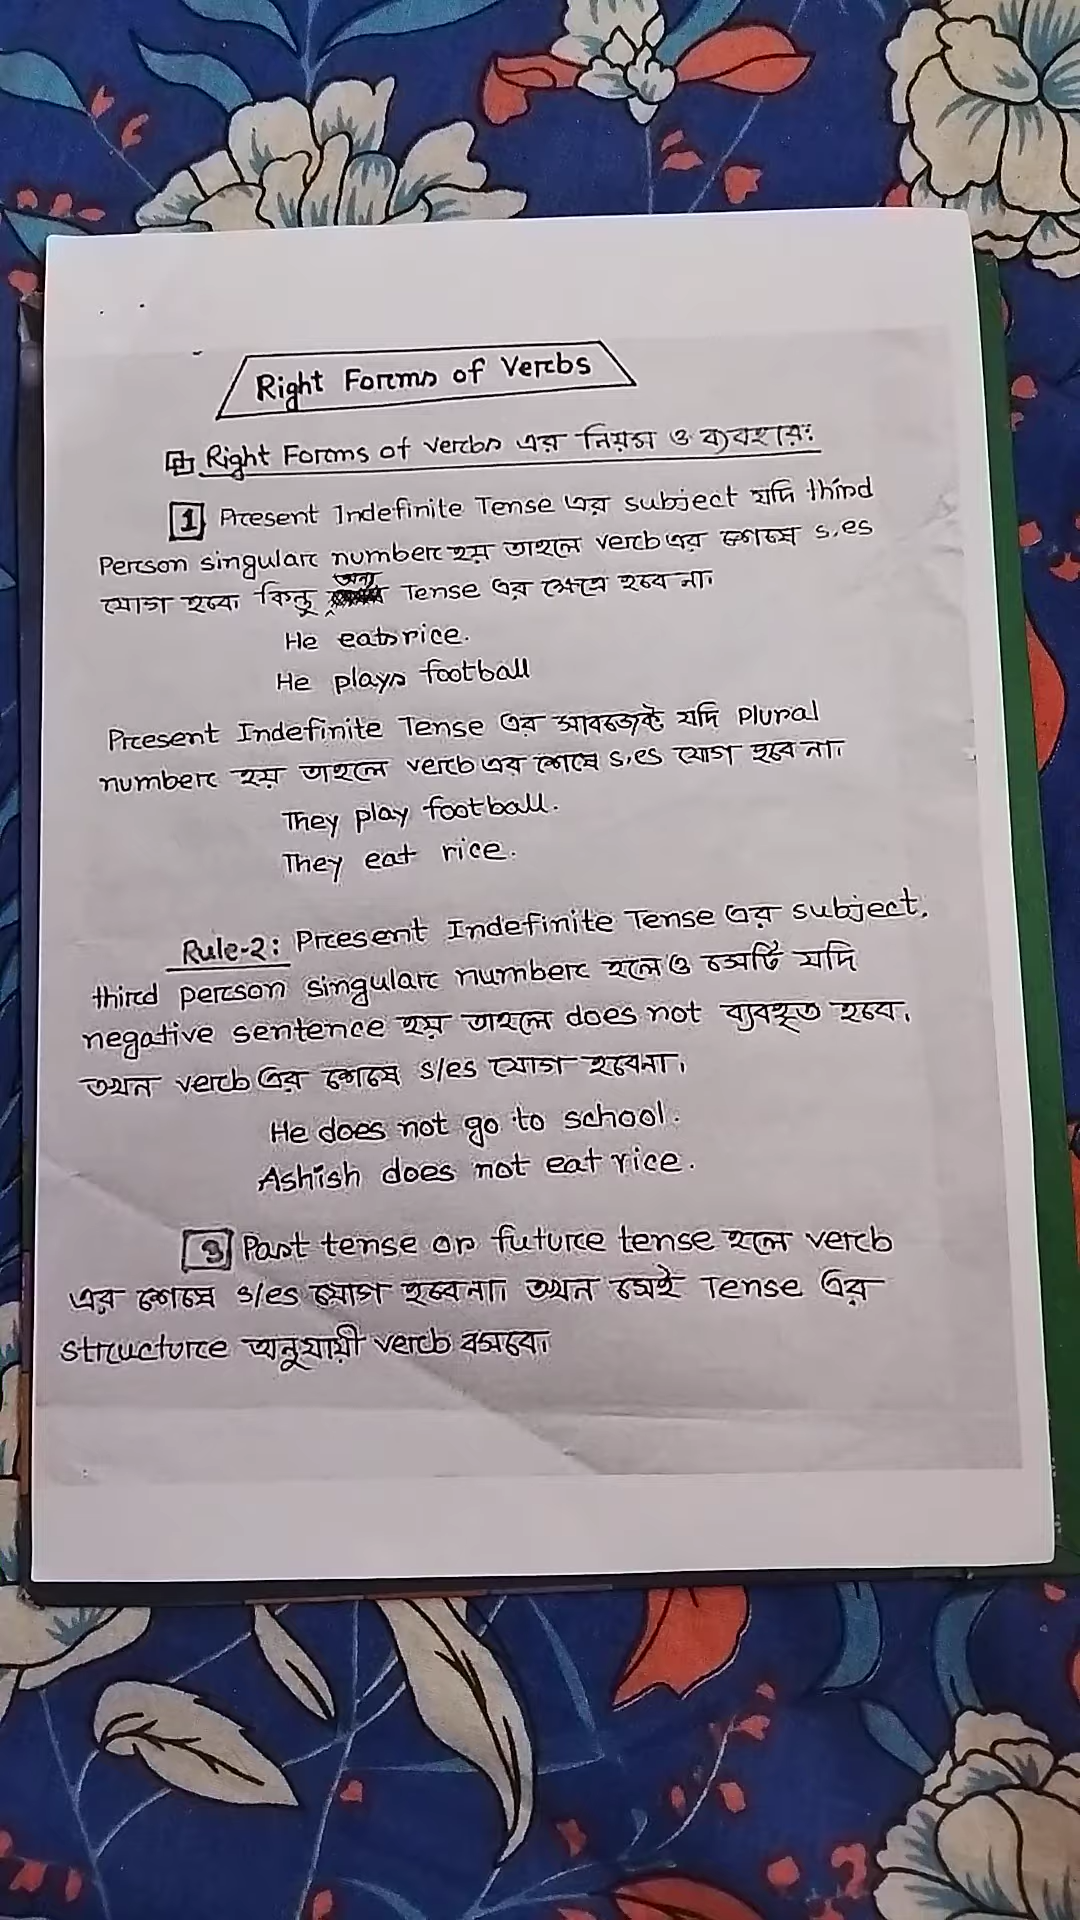 Right Forms of Verbs
Right Forms of verbs এর নিয়ম ও ব্যবহার:
1 Present Indefinite Tense এর subject যদি third
Person singular number হয় তাহলে verb এর শেষে s, es
যোগ হবে। কিন্তু অন্য Tense এর ক্ষেত্রে হবে না।
He eats rice.
He plays football
Present Indefinite Tense এর সাবজেক্ট যদি Plural
number হয় তাহলে verb এর শেষে s, es যোগ হবে না।
They play football.
They eat rice.
Rule-2: Present Indefinite Tense এর subject,
third person singular number হলেও সেটি যদি
negative sentence হয় তাহলে does not ব্যবহৃত হবে।
তখন verb এর শেষে s/es যোগ হবেনা।
He does not go to school.
Ashish does not eat rice.
3 Past tense or future tense হলে verb
এর শেষে s/es যোগ হবে না। তখন সেই Tense এর
structure অনুযায়ী verb বসবে।